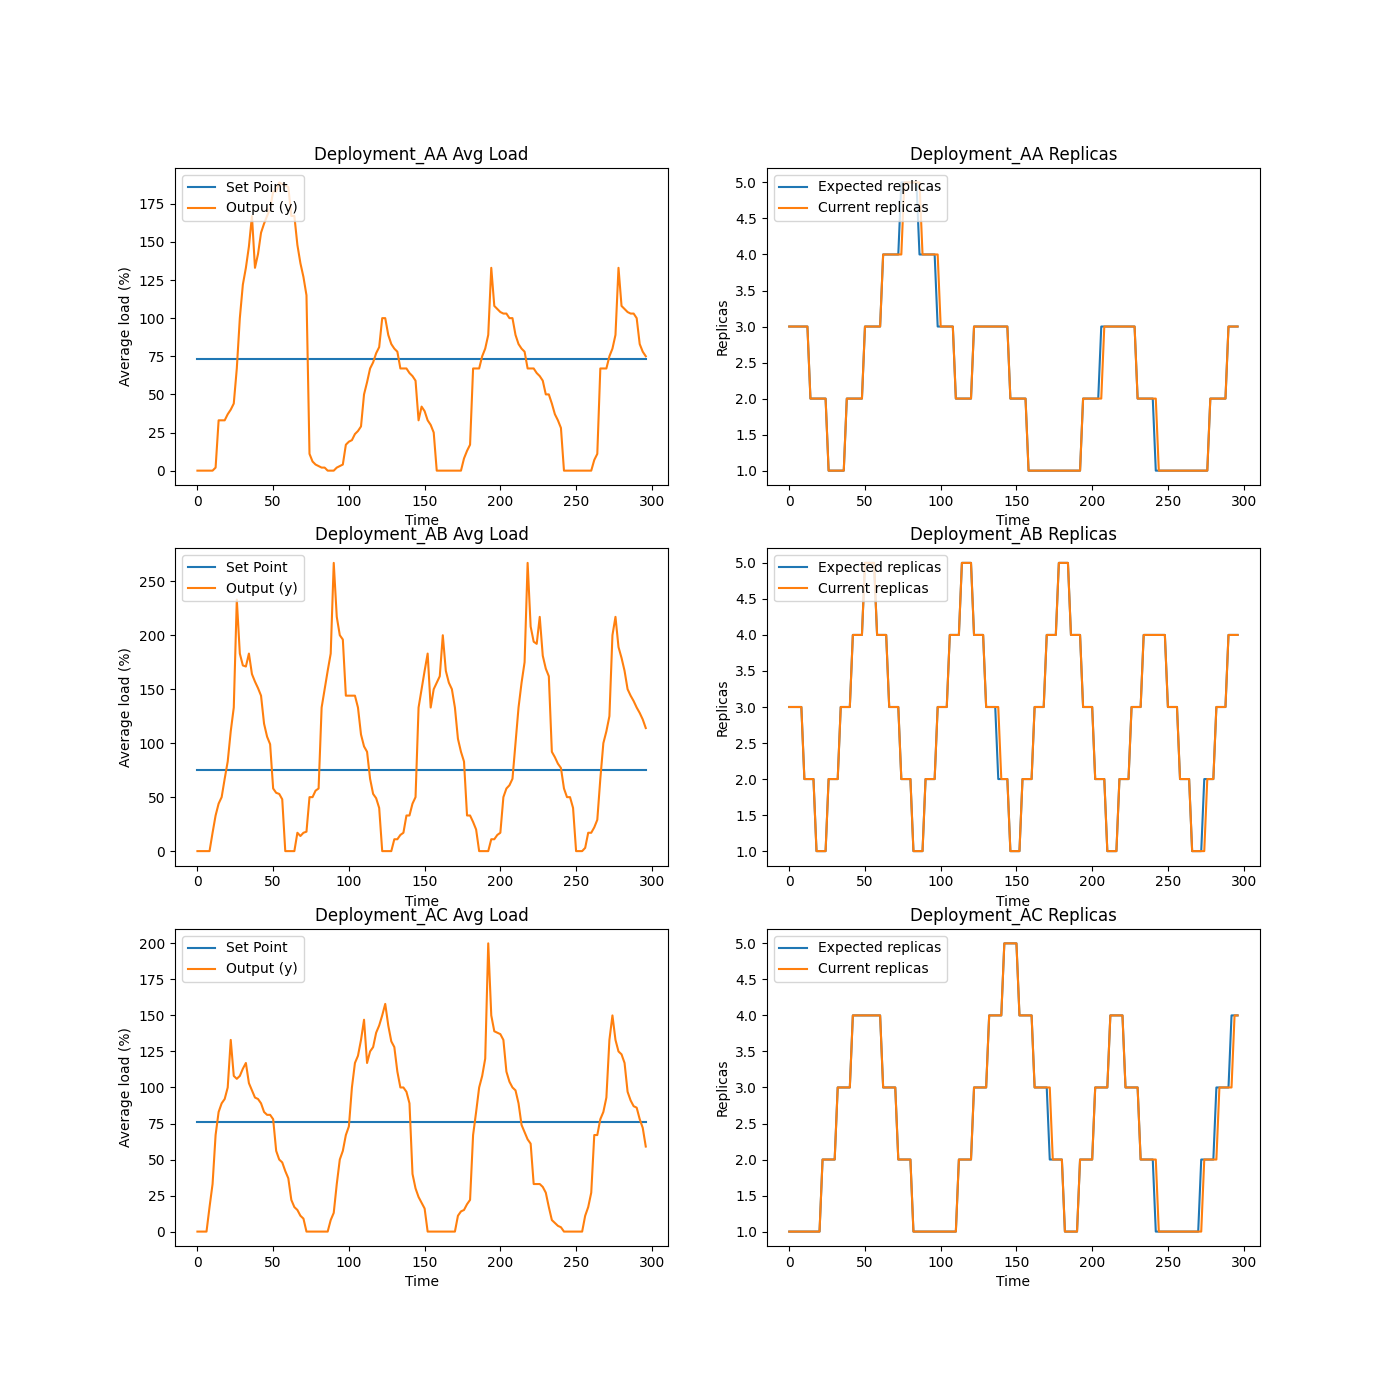 Deployment_AA Avg Load
Set Point
Output (y)
Average load (%)
175
150
125
100
75
50
25
0
0 50 100 150 200 250 300
Time
Deployment_AA Replicas
Expected replicas
Current replicas
Replicas
5.0
4.5
4.0
3.5
3.0
2.5
2.0
1.5
1.0
0 50 100 150 200 250 300
Time
Deployment_AB Avg Load
Set Point
Output (y)
Average load (%)
250
200
150
100
50
0
0 50 100 150 200 250 300
Time
Deployment_AB Replicas
Expected replicas
Current replicas
Replicas
5.0
4.5
4.0
3.5
3.0
2.5
2.0
1.5
1.0
0 50 100 150 200 250 300
Time
Deployment_AC Avg Load
Set Point
Output (y)
Average load (%)
200
175
150
125
100
75
50
25
0
0 50 100 150 200 250 300
Time
Deployment_AC Replicas
Expected replicas
Current replicas
Replicas
5.0
4.5
4.0
3.5
3.0
2.5
2.0
1.5
1.0
0 50 100 150 200 250 300
Time